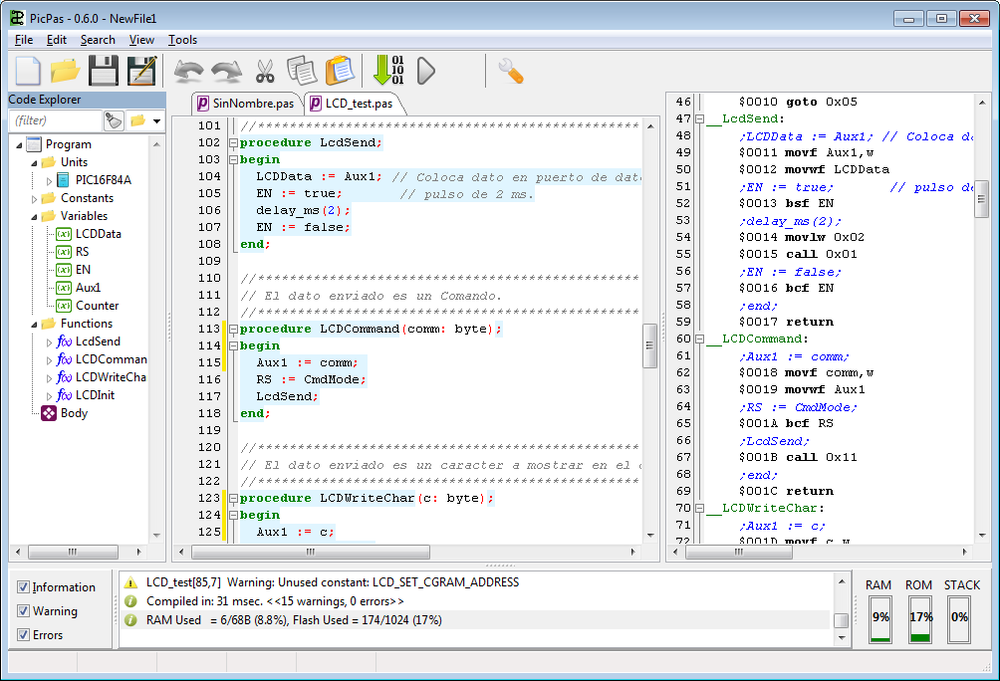 PicPas - 0.6.0 - NewFile1
File Edit Search View Tools
01
10
01
Code Explorer
(filter)
Program
Units
PIC16F84A
Constants
Variables
LCDData
RS
EN
Aux1
Counter
Functions
LcdSend
LCDComman
LCDWriteCha
LCDInit
Body
SinNombre.pas LCD_test.pas
101 //************************************************
102 procedure LcdSend;
103 begin
104 LCDData := Aux1; // Coloca dato en puerto de dat
105 EN := true; // pulso de 2 ms.
106 delay_ms(2);
107 EN := false;
108 end;
109
110 //************************************************
111 // El dato enviado es un Comando.
112 //************************************************
113 procedure LCDCommand(comm: byte);
114 begin
115 Aux1 := comm;
116 RS := CmdMode;
117 LcdSend;
118 end;
119
120 //************************************************
121 // El dato enviado es un caracter a mostrar en el
122 //************************************************
123 procedure LCDWriteChar(c: byte);
124 begin
125 Aux1 := c;
46 $0010 goto 0x05
47 __LcdSend:
48 ;LCDData := Aux1; // Coloca d
49 $0011 movf Aux1,w
50 $0012 movwf LCDData
51 ;EN := true; // pulso d
52 $0013 bsf EN
53 ;delay_ms(2);
54 $0014 movlw 0x02
55 $0015 call 0x01
56 ;EN := false;
57 $0016 bcf EN
58 ;end;
59 $0017 return
60 __LCDCommand:
61 ;Aux1 := comm;
62 $0018 movf comm,w
63 $0019 movwf Aux1
64 ;RS := CmdMode;
65 $001A bcf RS
66 ;LcdSend;
67 $001B call 0x11
68 ;end;
69 $001C return
70 __LCDWriteChar:
71 ;Aux1 := c;
72 $001D movf c,w
Information
Warning
Errors
LCD_test[85,7] Warning: Unused constant: LCD_SET_CGRAM_ADDRESS
Compiled in: 31 msec. <<15 warnings, 0 errors>>
RAM Used = 6/68B (8.8%), Flash Used = 174/1024 (17%)
RAM ROM STACK
9% 17% 0%